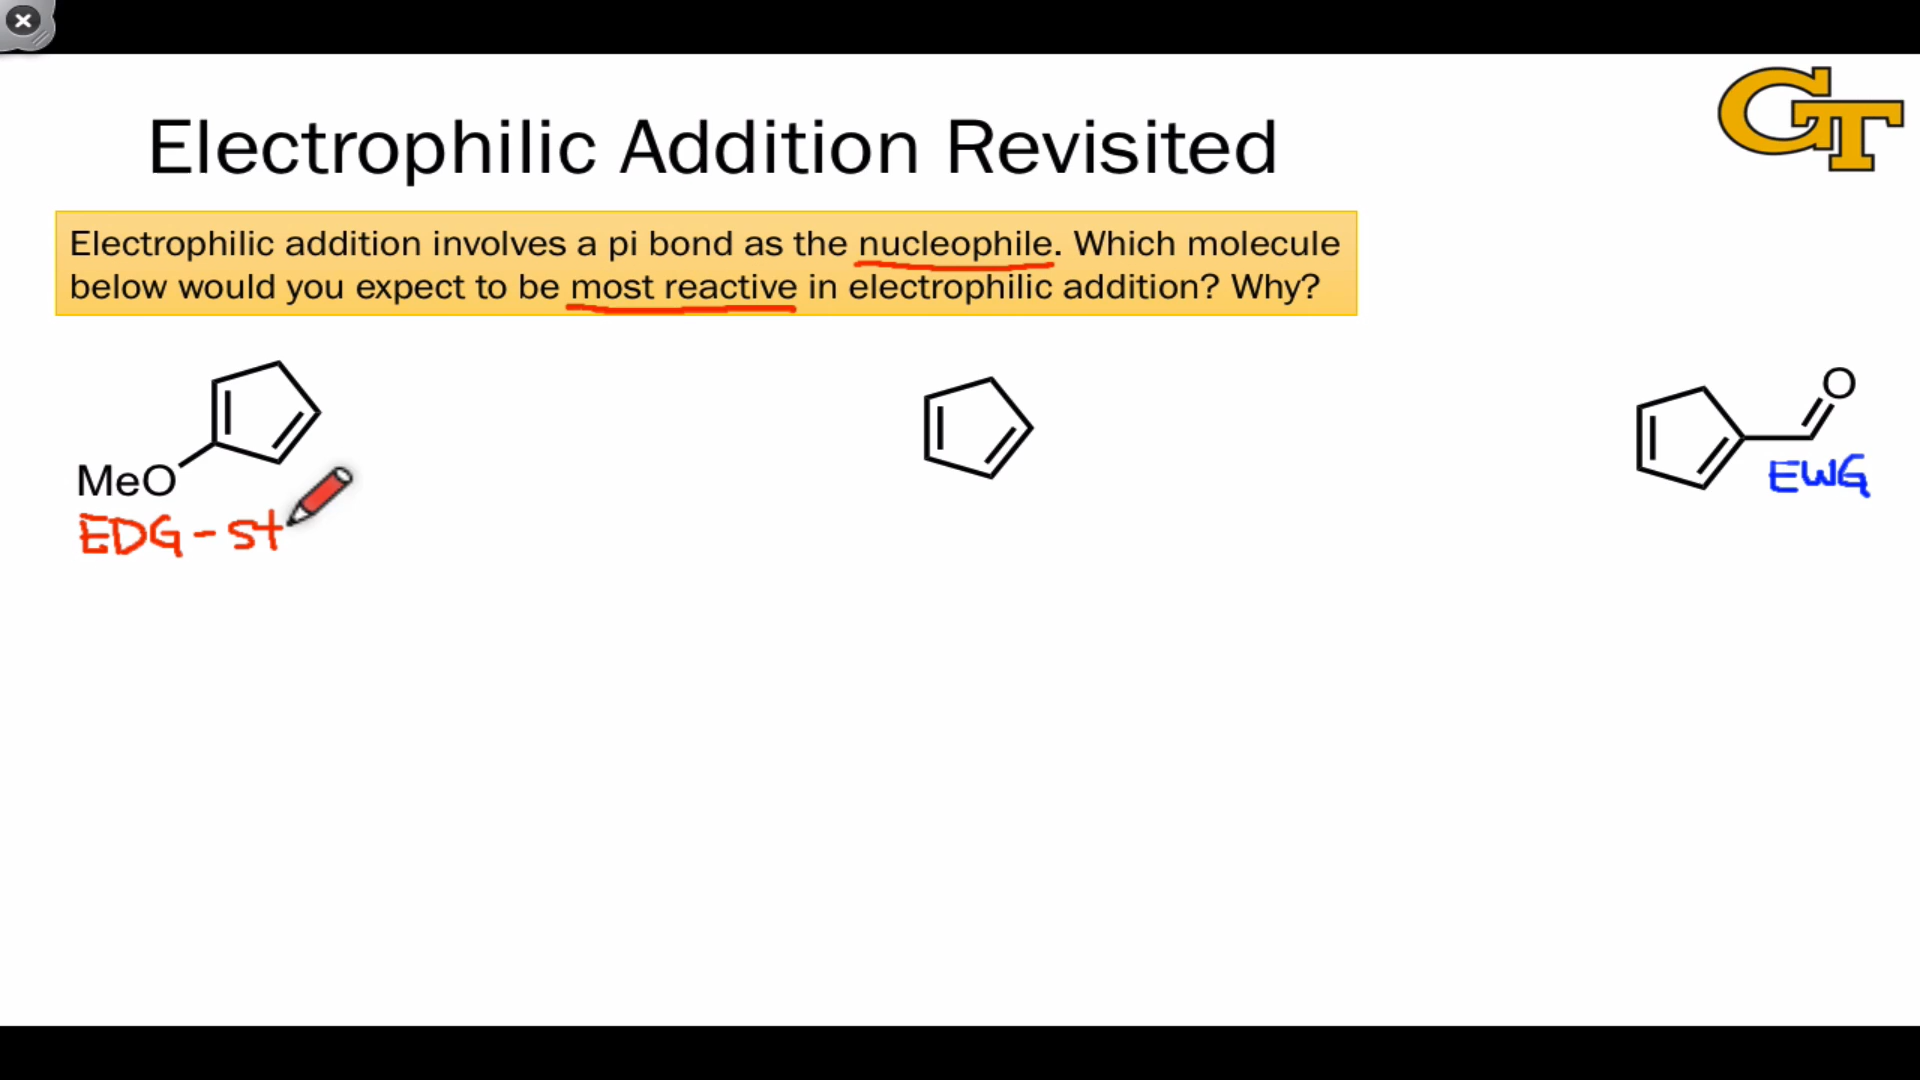 GT
Electrophilic Addition Revisited
Electrophilic addition involves a pi bond as the nucleophile. Which molecule
below would you expect to be most reactive in electrophilic addition? Why?
MeO
EDG - st
O
EWG